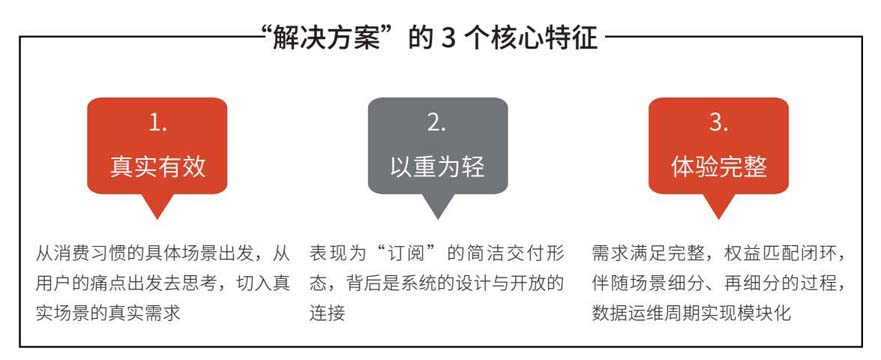 “解决方案”的 3 个核心特征
1.
真实有效
从消费习惯的具体场景出发，从
用户的痛点出发去思考，切入真
实场景的真实需求
2.
以重为轻
表现为“订阅”的简洁交付形
态，背后是系统的设计与开放的
连接
3.
体验完整
需求满足完整，权益匹配闭环，
伴随场景细分、再细分的过程，
数据运维周期实现模块化